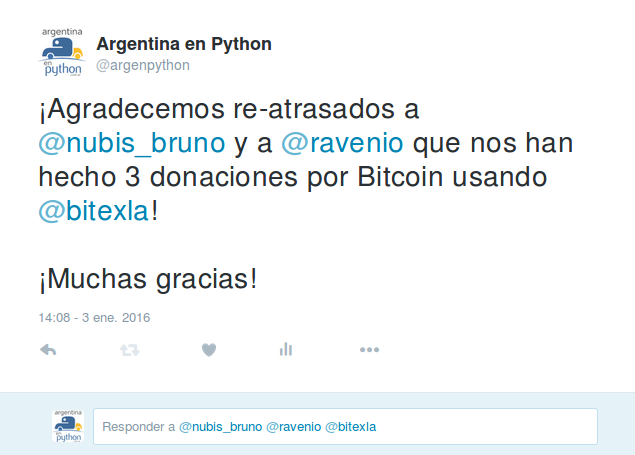 argentina
en
python
Argentina en Python
@argenpython
¡Agradecemos re-atrasados a
@nubis_bruno y a @ravenio que nos han
hecho 3 donaciones por Bitcoin usando
@bitexla!
¡Muchas gracias!
14:08 - 3 ene. 2016
argentina
en
python
Responder a @nubis_bruno @ravenio @bitexla